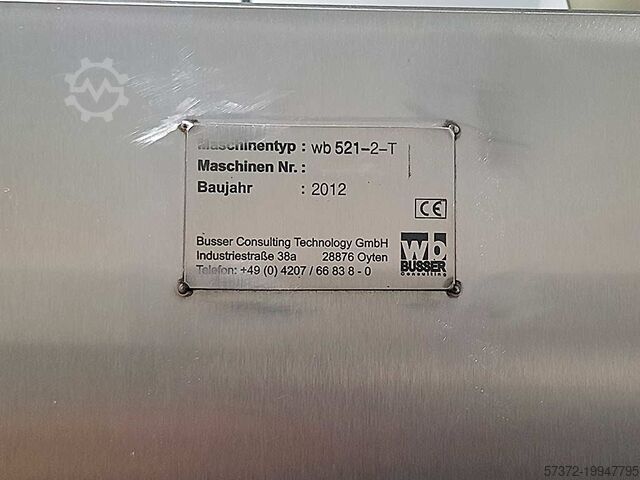 Maschinentyp : wb 521-2-T
Maschinen Nr. :
Baujahr : 2012
CE
Busser Consulting Technology GmbH
Industriestraße 38a 28876 Oyten
Telefon: +49 (0) 4207 / 66 83 8 - 0
wb
BUSSER
consulting
57372-19947795